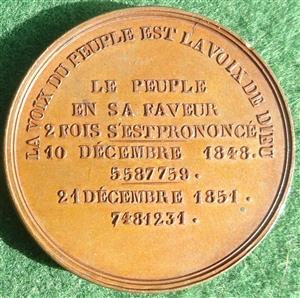 LA VOIX DU PEUPLE EST LA VOIX DE DIEU
LE PEUPLE
EN SA FAVEUR
2 FOIS S'EST PRONONCÉ
10 DÉCEMBRE 1848.
5587759.
21 DÉCEMBRE 1851.
7481231.